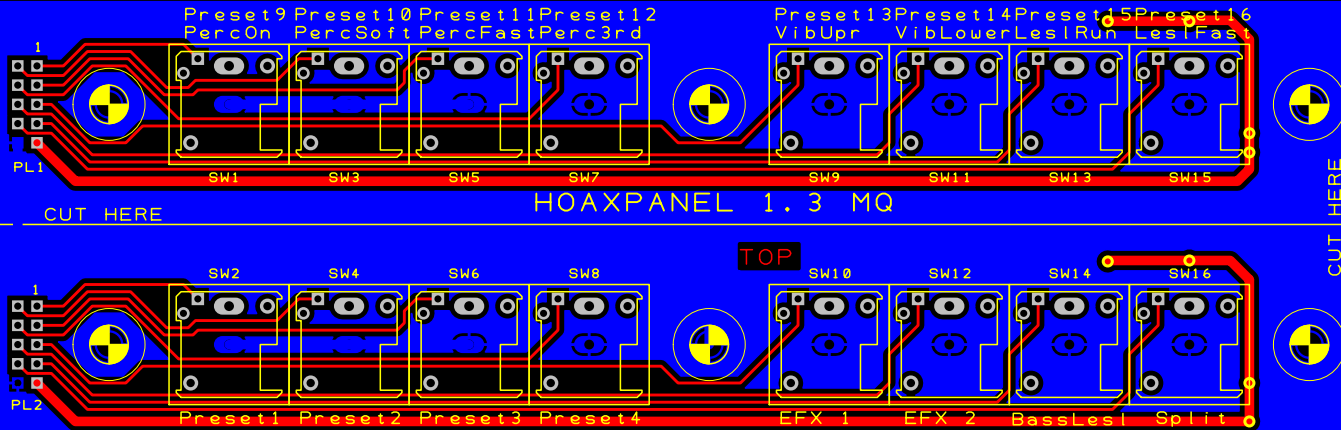 Preset9 Preset10 Preset11 Preset12 Preset13 Preset14 Preset15 Preset16
PercOn PercSoft PercFast Perc3rd VibUpr VibLower LeslRun LeslFast
1
PL1
SW1 SW3 SW5 SW7 SW9 SW11 SW13 SW15
HOAXPANEL 1.3 MQ
CUT HERE
CUT HERE
TOP
SW2 SW4 SW6 SW8 SW10 SW12 SW14 SW16
1
PL2
Preset1 Preset2 Preset3 Preset4 EFX 1 EFX 2 BassLesl Split